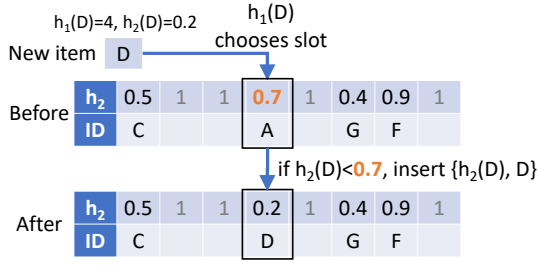 h₁(D)=4, h₂(D)=0.2
h₁(D)
chooses slot
New item D
Before
h₂ 0.5 1 1 0.7 1 0.4 0.9 1
ID C A G F
if h₂(D)<0.7, insert {h₂(D), D}
After
h₂ 0.5 1 1 0.2 1 0.4 0.9 1
ID C D G F